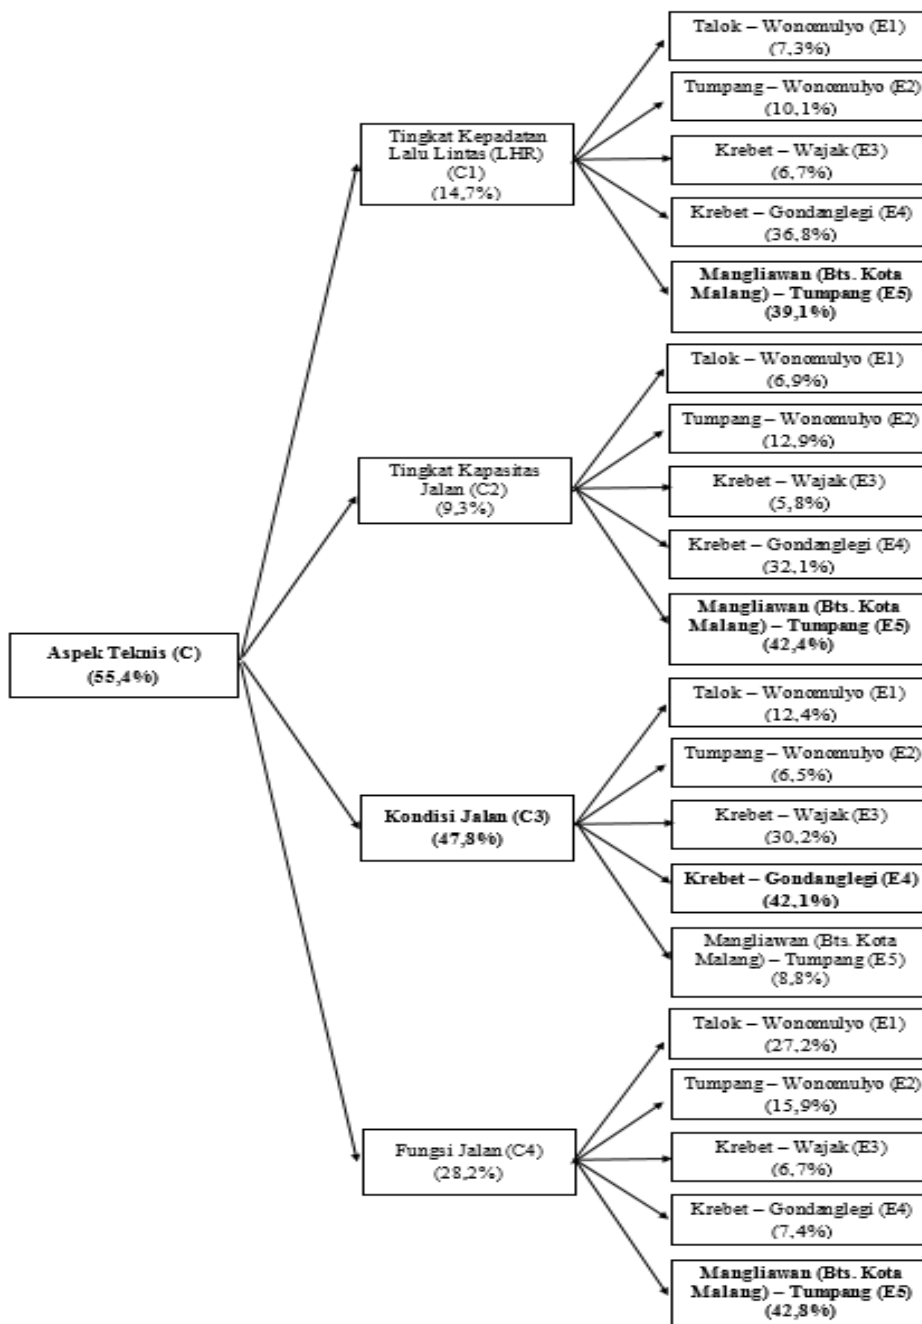 Talok – Wonomulyo (E1)
(7,3%)
Tumpang – Wonomulyo (E2)
(10,1%)
Tingkat Kepadatan
Lalu Lintas (LHR)
(C1)
(14,7%)
Krebet – Wajak (E3)
(6,7%)
Krebet – Gondanglegi (E4)
(36,8%)
Mangliawan (Bts. Kota
Malang) – Tumpang (E5)
(39,1%)
Talok – Wonomulyo (E1)
(6,9%)
Tumpang – Wonomulyo (E2)
(12,9%)
Tingkat Kapasitas
Jalan (C2)
(9,3%)
Krebet – Wajak (E3)
(5,8%)
Krebet – Gondanglegi (E4)
(32,1%)
Mangliawan (Bts. Kota
Malang) – Tumpang (E5)
(42,4%)
Aspek Teknis (C)
(55,4%)
Talok – Wonomulyo (E1)
(12,4%)
Tumpang – Wonomulyo (E2)
(6,5%)
Kondisi Jalan (C3)
(47,8%)
Krebet – Wajak (E3)
(30,2%)
Krebet – Gondanglegi (E4)
(42,1%)
Mangliawan (Bts. Kota
Malang) – Tumpang (E5)
(8,8%)
Talok – Wonomulyo (E1)
(27,2%)
Tumpang – Wonomulyo (E2)
(15,9%)
Fungsi Jalan (C4)
(28,2%)
Krebet – Wajak (E3)
(6,7%)
Krebet – Gondanglegi (E4)
(7,4%)
Mangliawan (Bts. Kota
Malang) – Tumpang (E5)
(42,8%)